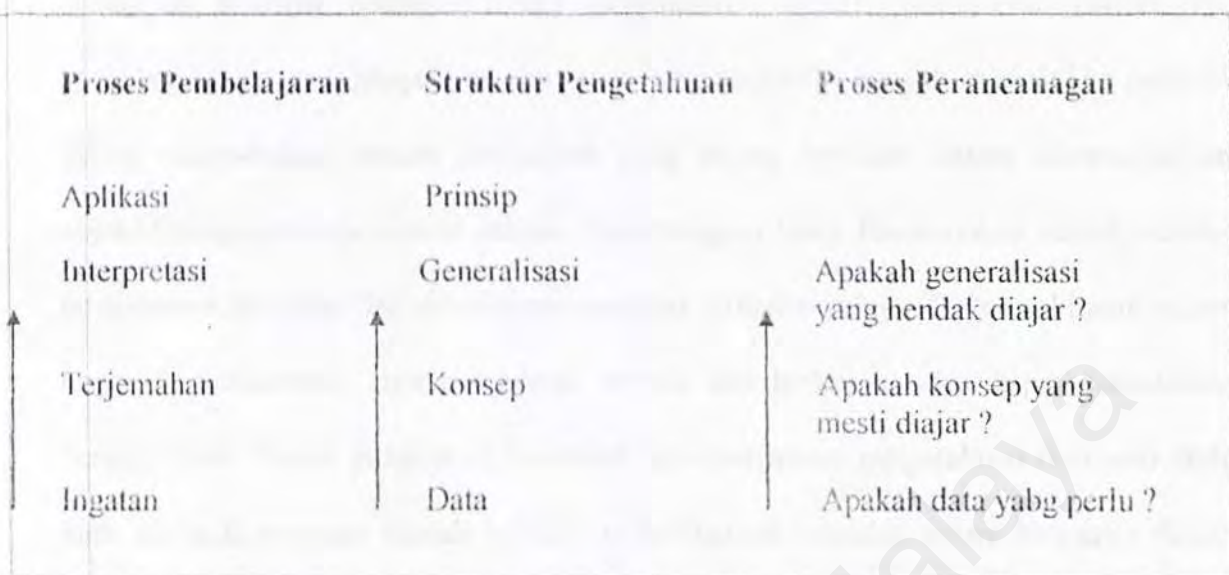 Proses Pembelajaran Struktur Pengetahuan Proses Perancanagan
Aplikasi Prinsip
Interpretasi Generalisasi Apakah generalisasi
yang hendak diajar ?
Terjemahan Konsep Apakah konsep yang
mesti diajar ?
Ingatan Data Apakah data yabg perlu ?